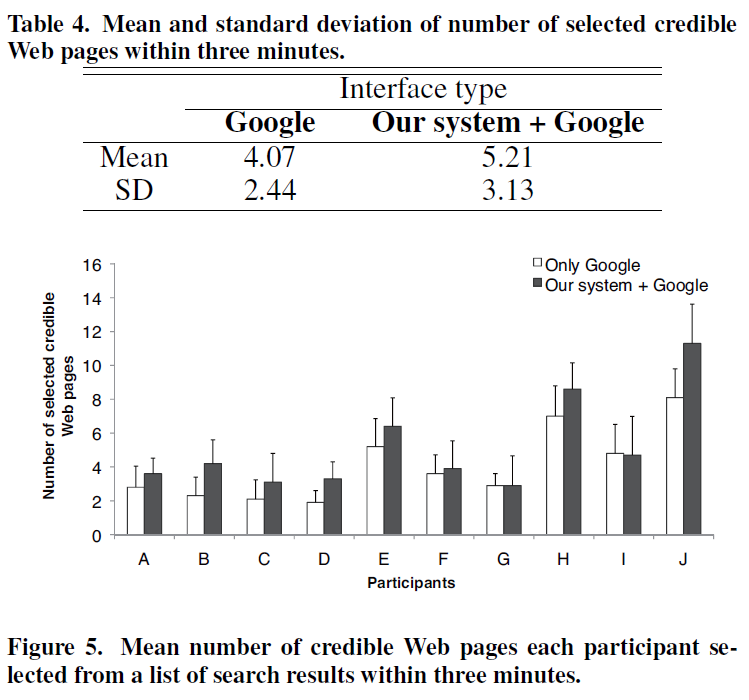 Table 4. Mean and standard deviation of number of selected credible
Web pages within three minutes.
Interface type
Google Our system + Google
Mean 4.07 5.21
SD 2.44 3.13
16
14
12
10
8
6
4
2
0
Number of selected credible
Web pages
Only Google
Our system + Google
A B C D E F G H I J
Participants
Figure 5. Mean number of credible Web pages each participant se-
lected from a list of search results within three minutes.